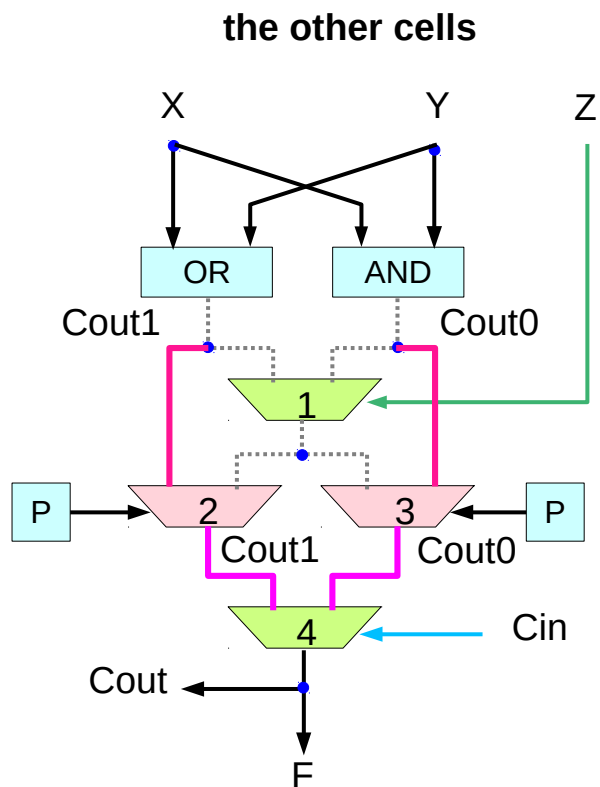 the other cells
X
Y
Z
OR
AND
Cout1
Cout0
1
P
2
3
P
Cout1
Cout0
4
Cin
Cout
F